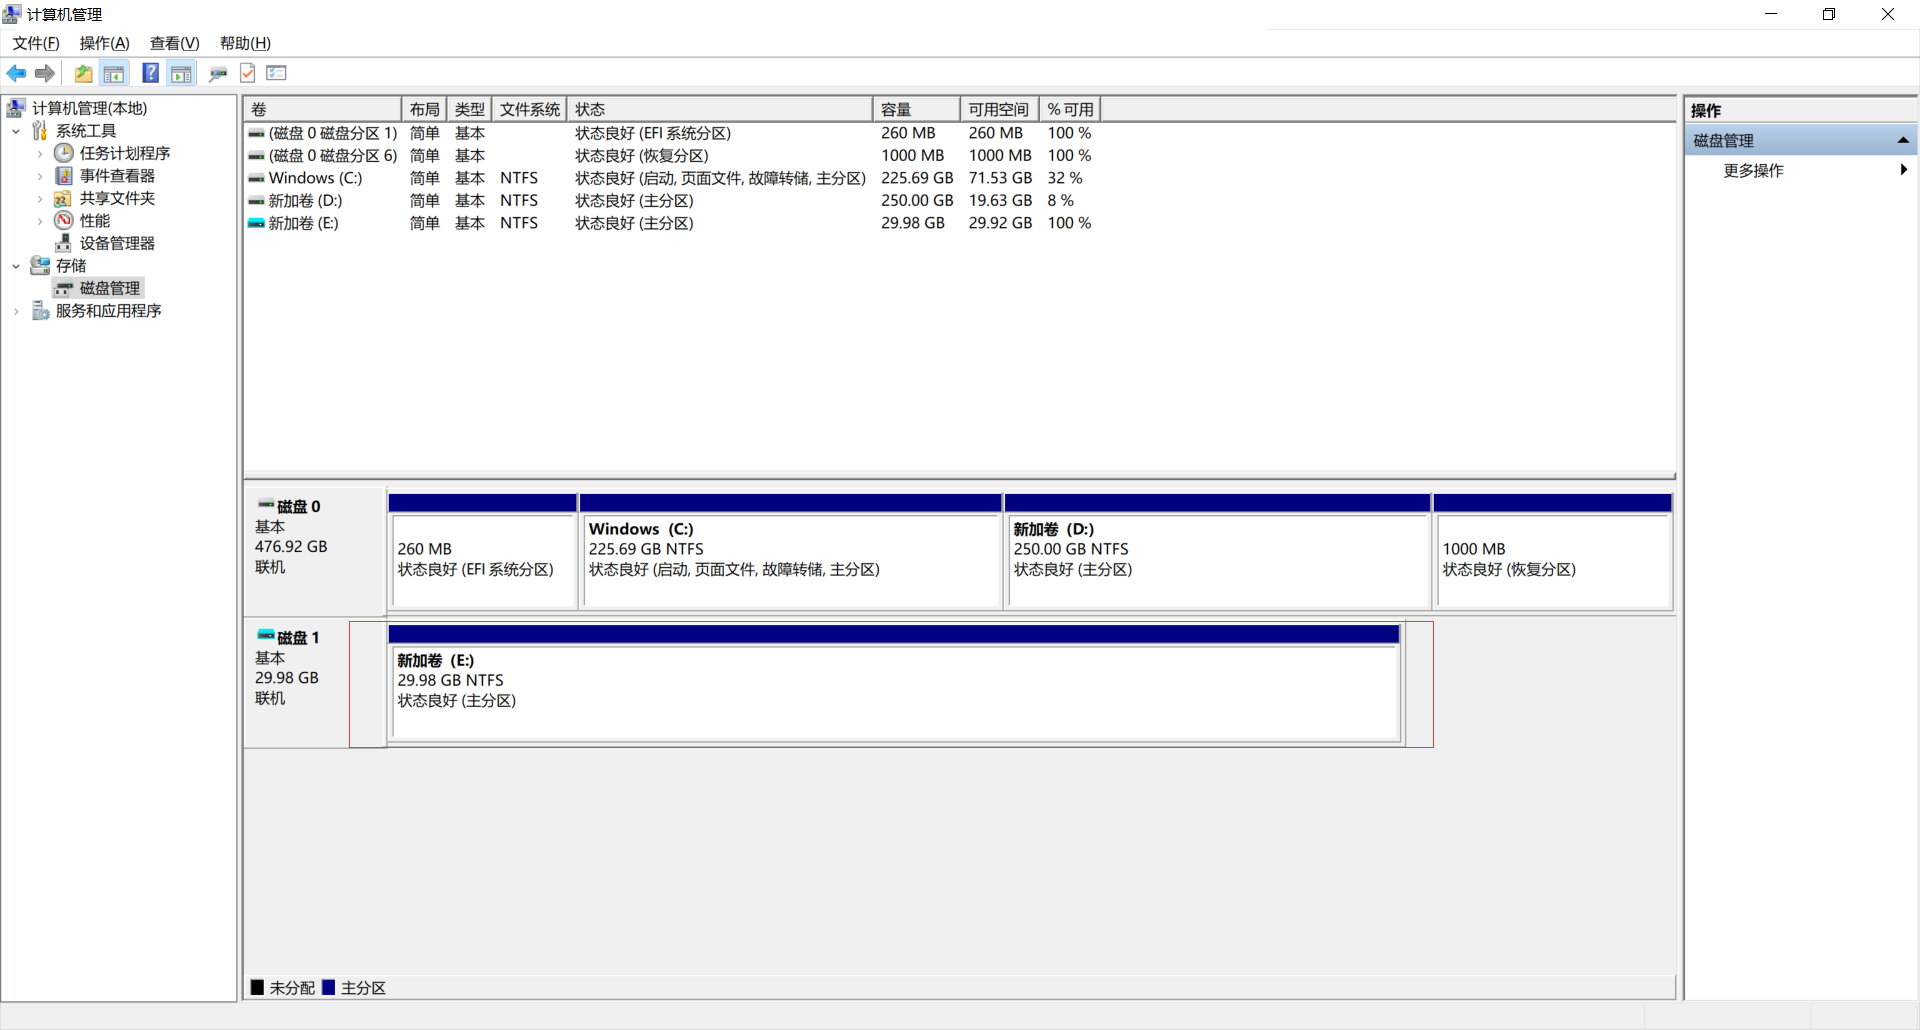 计算机管理
文件(F) 操作(A) 查看(V) 帮助(H)
计算机管理(本地)
系统工具
任务计划程序
事件查看器
共享文件夹
性能
设备管理器
存储
磁盘管理
服务和应用程序
卷 布局 类型 文件系统 状态 容量 可用空间 % 可用
(磁盘 0 磁盘分区 1) 简单 基本 状态良好 (EFI 系统分区) 260 MB 260 MB 100 %
(磁盘 0 磁盘分区 6) 简单 基本 状态良好 (恢复分区) 1000 MB 1000 MB 100 %
Windows (C:) 简单 基本 NTFS 状态良好 (启动, 页面文件, 故障转储, 主分区) 225.69 GB 71.53 GB 32 %
新加卷 (D:) 简单 基本 NTFS 状态良好 (主分区) 250.00 GB 19.63 GB 8 %
新加卷 (E:) 简单 基本 NTFS 状态良好 (主分区) 29.98 GB 29.92 GB 100 %
磁盘 0
基本
476.92 GB
联机
260 MB
状态良好 (EFI 系统分区)
Windows (C:)
225.69 GB NTFS
状态良好 (启动, 页面文件, 故障转储, 主分区)
新加卷 (D:)
250.00 GB NTFS
状态良好 (主分区)
1000 MB
状态良好 (恢复分区)
磁盘 1
基本
29.98 GB
联机
新加卷 (E:)
29.98 GB NTFS
状态良好 (主分区)
未分配 主分区
操作
磁盘管理
更多操作